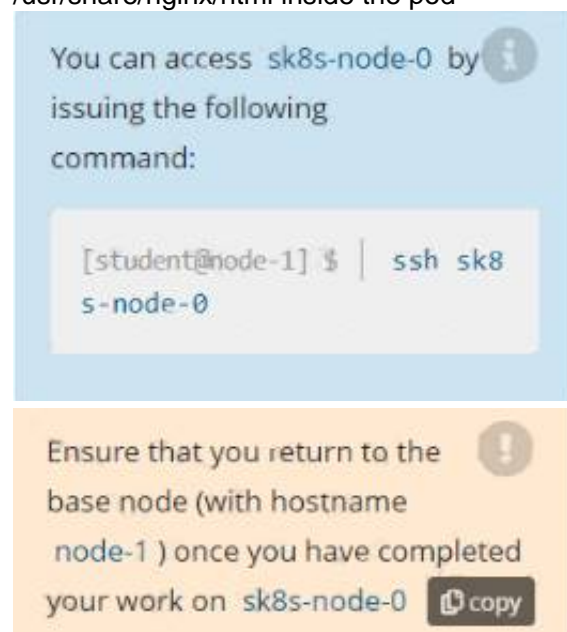 /usr/share/nginx/html inside the pod
You can access sk8s-node-0 by
issuing the following
command:
[student@node-1] $ | ssh sk8
s-node-0
Ensure that you return to the
base node (with hostname
node-1 ) once you have completed
your work on sk8s-node-0 copy